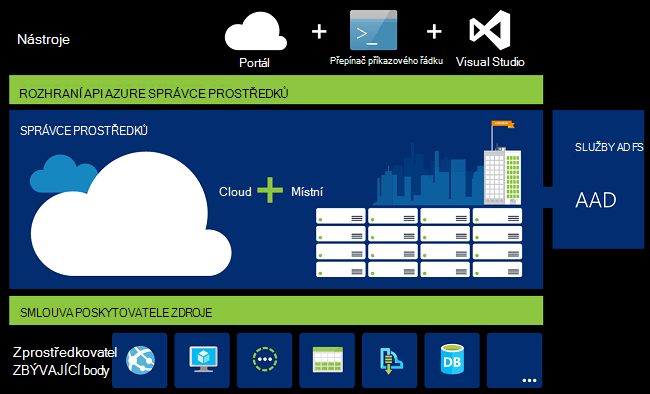 Nástroje
+ +
Portál
Přepínač příkazového řádku
Visual Studio
ROZHRANÍ API AZURE SPRÁVCE PROSTŘEDKŮ
SPRÁVCE PROSTŘEDKŮ
Cloud + Místní
SLUŽBY AD FS
AAD
SMLOUVA POSKYTOVATELE ZDROJE
Zprostředkovatel
ZBÝVAJÍCÍ body
DB
...